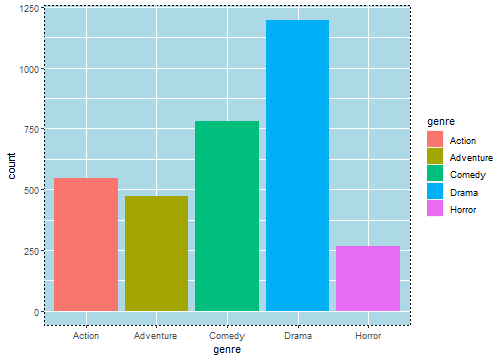 1250
1000
750
500
250
0
count
Action Adventure Comedy Drama Horror
genre
genre
Action
Adventure
Comedy
Drama
Horror